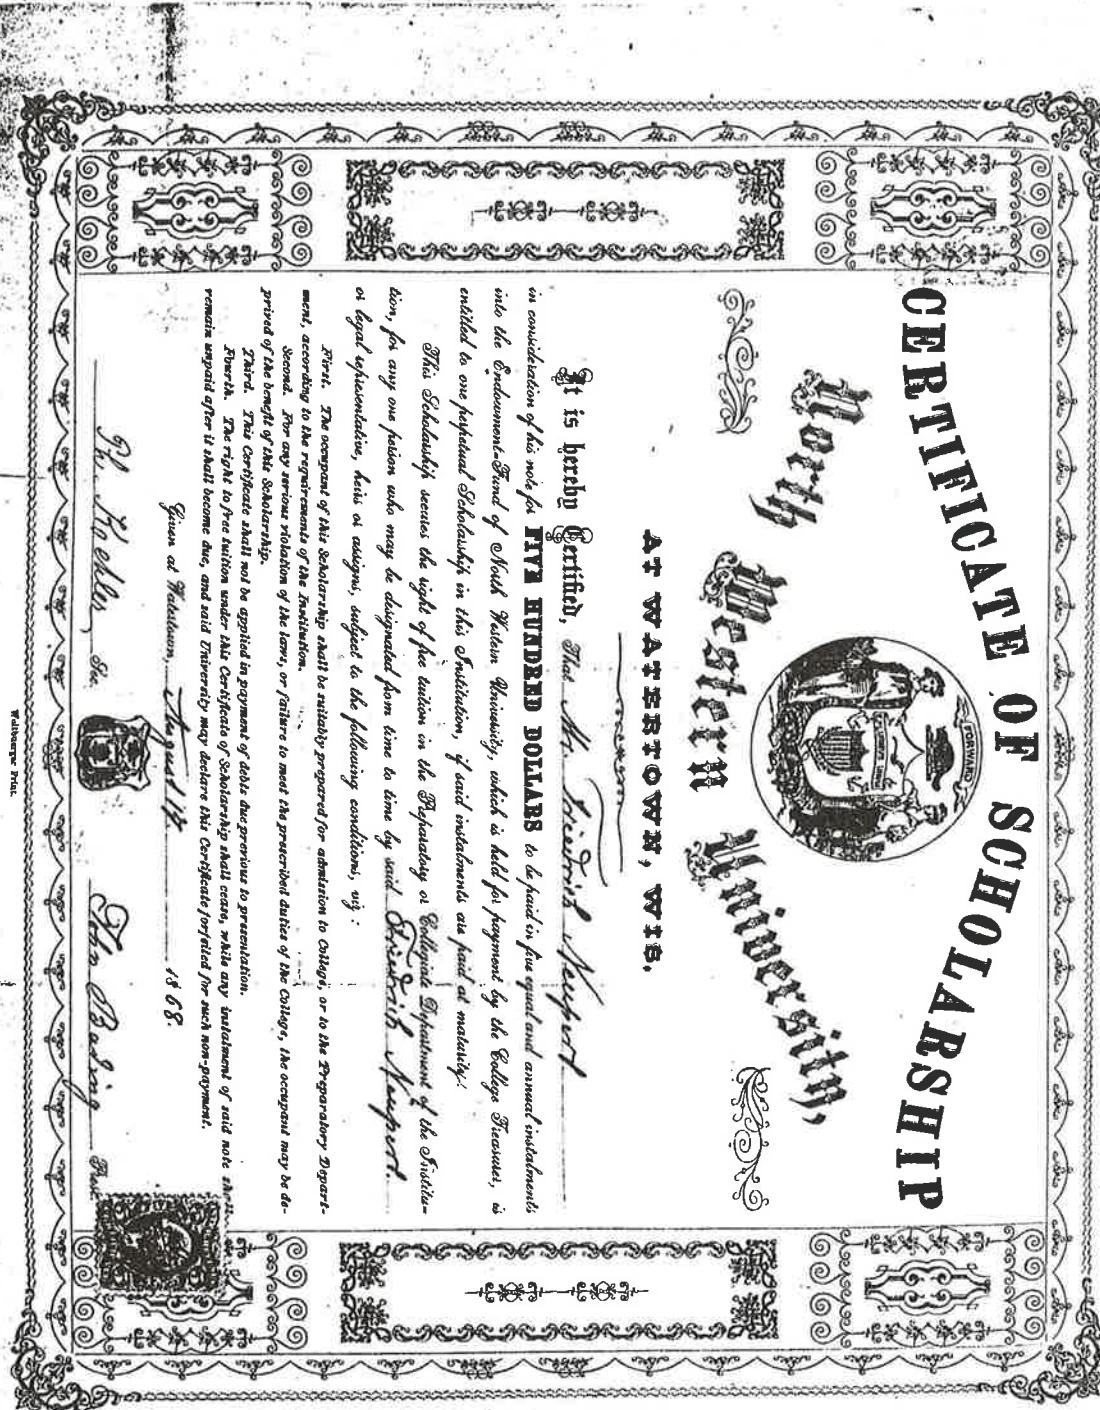 CERTIFICATE OF SCHOLARSHIP
FORWARD
North Western University,
AT WATERTOWN, WIS.
It is hereby Certified, That Mr. Friedrich Neupert
in consideration of his note for FIVE HUNDRED DOLLARS to be paid in five equal and annual instalments
into the Endowment-Fund of North Western University, which is held for payment by the College Treasurer, is
entitled to one perpetual Scholarship in this Institution, if said instalments are paid at maturity.
This Scholarship secures the right of free tuition in the Preparatory or Collegiate Department of the Institu-
tion, for any one person who may be designated from time to time by said Friedrich Neupert.
or legal representative, heirs or assigns, subject to the following conditions, viz:
First. The occupant of this Scholarship shall be suitably prepared for admission to College, or to the Preparatory Depart-
ment, according to the requirements of the Institution.
Second. For any serious violation of the laws, or failure to meet the prescribed duties of the College, the occupant may be de-
prived of the benefit of this Scholarship.
Third. This Certificate shall not be applied in payment of debts due previous to presentation.
Fourth. The right to free tuition under this Certificate of Scholarship shall cease, while any instalment of said note shall
remain unpaid after it shall become due, and said University may declare this Certificate forfeited for such non-payment.
Given at Watertown, August 17. 1868.
Ph. Koehler, Sec. John Bading Prest.
Weltbuerger Print.